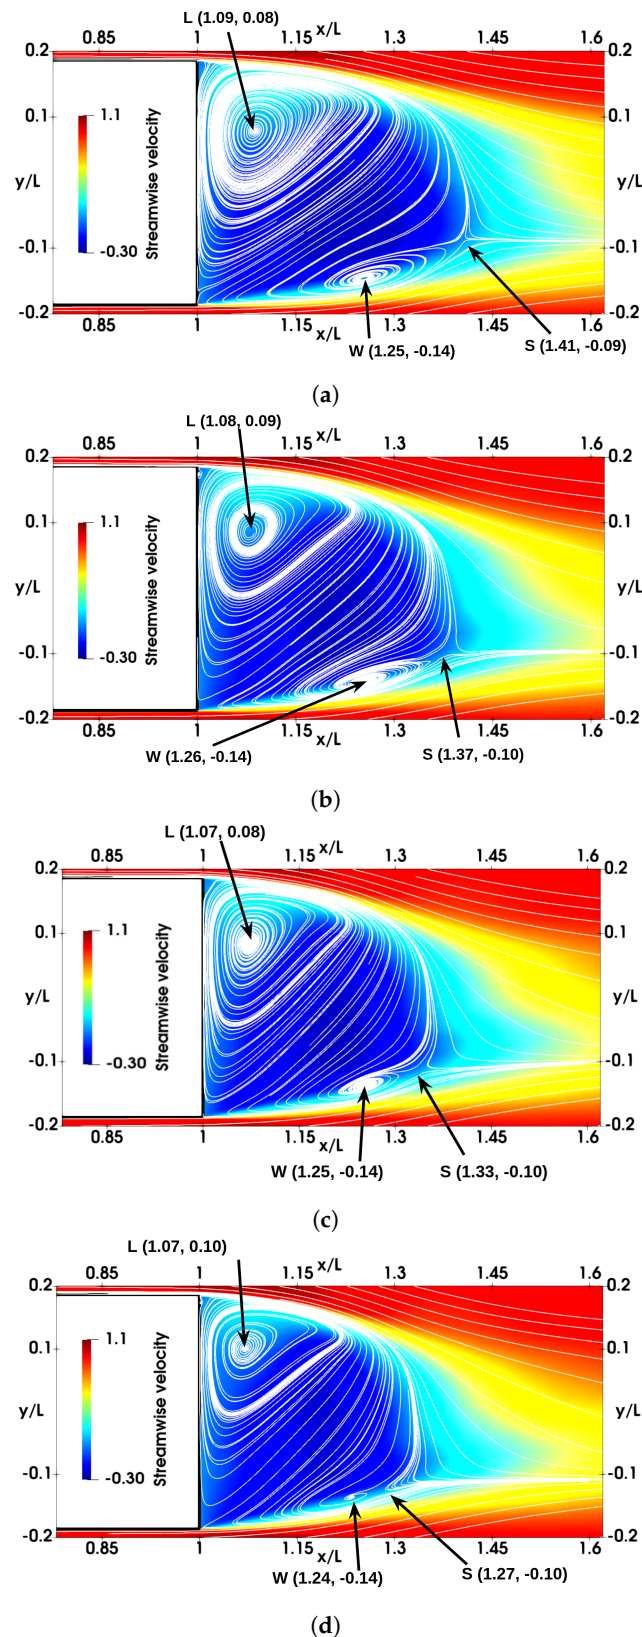 L (1.09, 0.08)
0.85 1 1.15 x/L 1.3 1.45 1.6
0.2 0.2
0.1 1.1 0.1
y/L Streamwise velocity y/L
-0.1 -0.30 -0.1
-0.2 -0.2
0.85 1 1.15 x/L 1.3 1.45 1.6
W (1.25, -0.14) S (1.41, -0.09)
(a)
L (1.08, 0.09)
0.85 1 1.15 x/L 1.3 1.45 1.6
0.2 0.2
0.1 1.1 0.1
y/L Streamwise velocity y/L
-0.1 -0.30 -0.1
-0.2 -0.2
0.85 1 1.15 x/L 1.3 1.45 1.6
W (1.26, -0.14) S (1.37, -0.10)
(b)
L (1.07, 0.08)
0.85 1 1.15 x/L 1.3 1.45 1.6
0.2 0.2
0.1 1.1 0.1
y/L Streamwise velocity y/L
-0.1 -0.30 -0.1
-0.2 -0.2
0.85 1 1.15 x/L 1.3 1.45 1.6
W (1.25, -0.14) S (1.33, -0.10)
(c)
L (1.07, 0.10)
0.85 1 1.15 x/L 1.3 1.45 1.6
0.2 0.2
0.1 1.1 0.1
y/L Streamwise velocity y/L
-0.1 -0.30 -0.1
-0.2 -0.2
0.85 1 1.15 x/L 1.3 1.45 1.6
W (1.24, -0.14) S (1.27, -0.10)
(d)